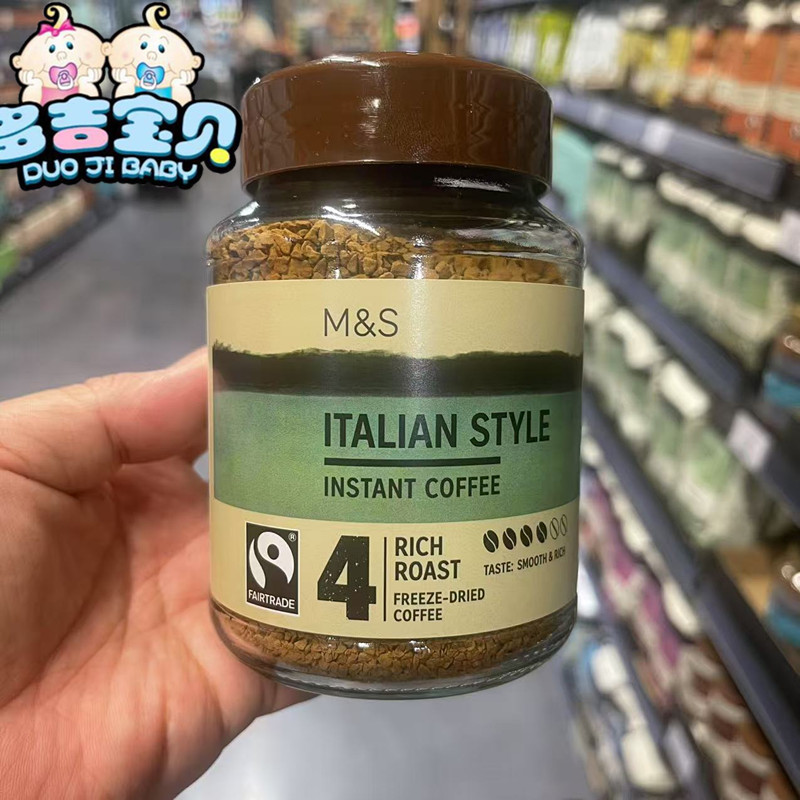 多吉宝贝
DUO JI BABY
M&S
ITALIAN STYLE
INSTANT COFFEE
FAIRTRADE
®
4
RICH
ROAST
FREEZE-DRIED
COFFEE
TASTE: SMOOTH & RICH